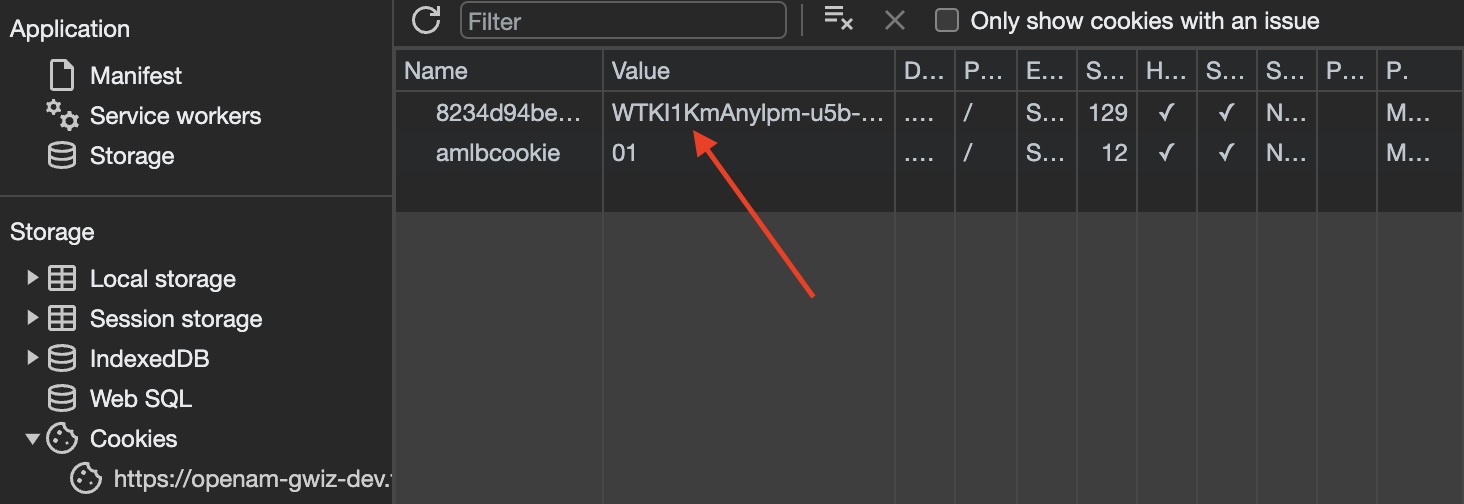 Application
Manifest
Service workers
Storage
Storage
Local storage
Session storage
IndexedDB
Web SQL
Cookies
https://openam-gwiz-dev.
Filter
Only show cookies with an issue
Name Value D... P... E... S... H... S... S... P... P.
8234d94be... WTKI1KmAnylpm-u5b-... .... / S... 129 ✓ ✓ N... M...
amlbcookie 01 .... / S... 12 ✓ ✓ N... M...